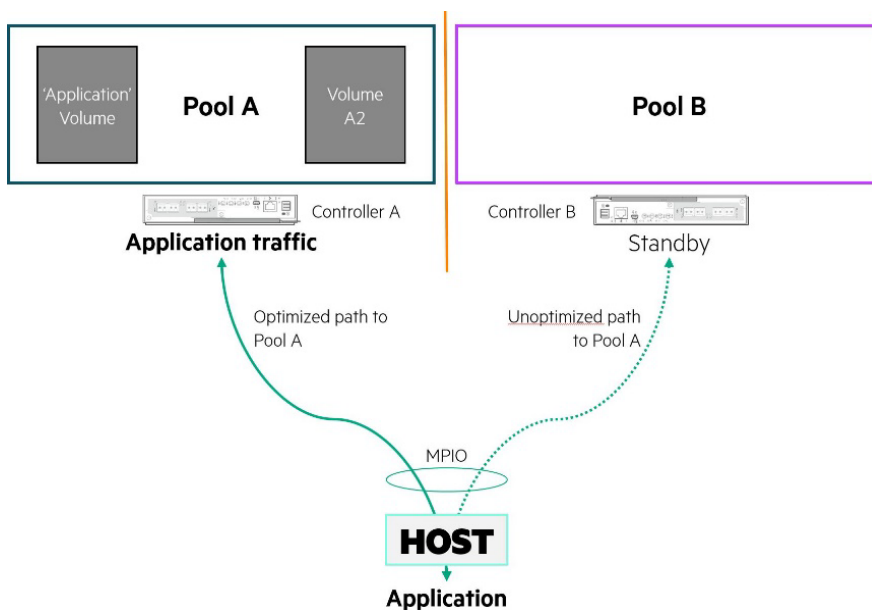 'Application'
Volume
Pool A
Volume
A2
Pool B
Controller A
Controller B
Application traffic
Standby
Optimized path to
Pool A
Unoptimized path
to Pool A
MPIO
HOST
Application